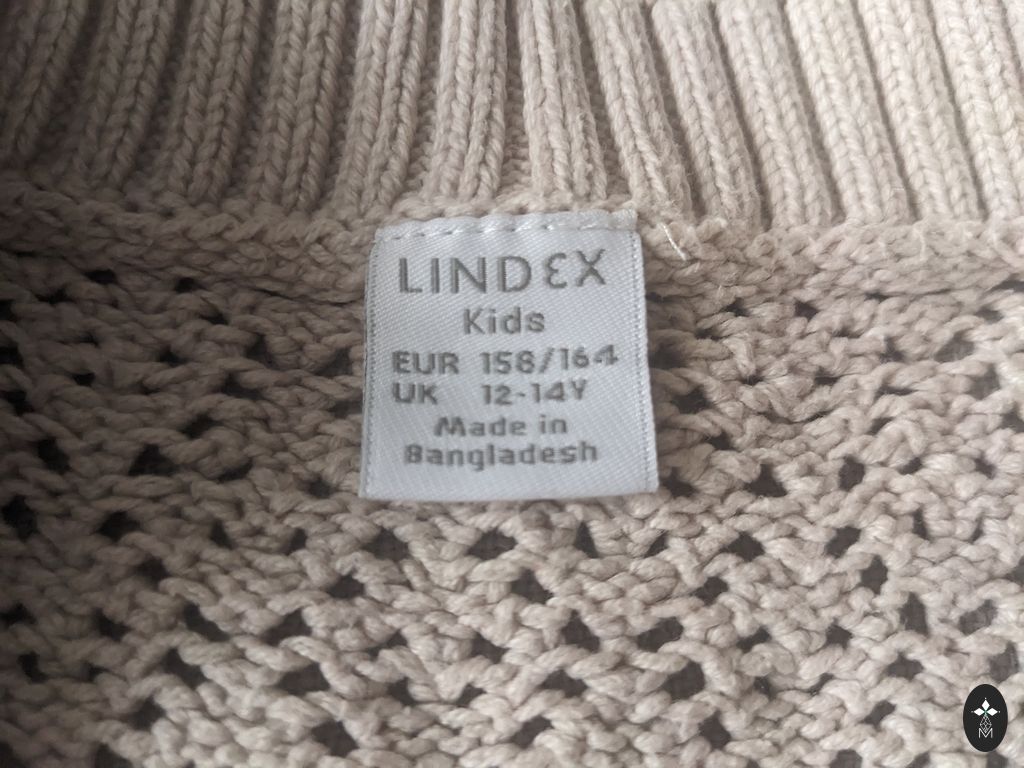 LINDEX
Kids
EUR 158/164
UK 12-14Y
Made in
Bangladesh
M